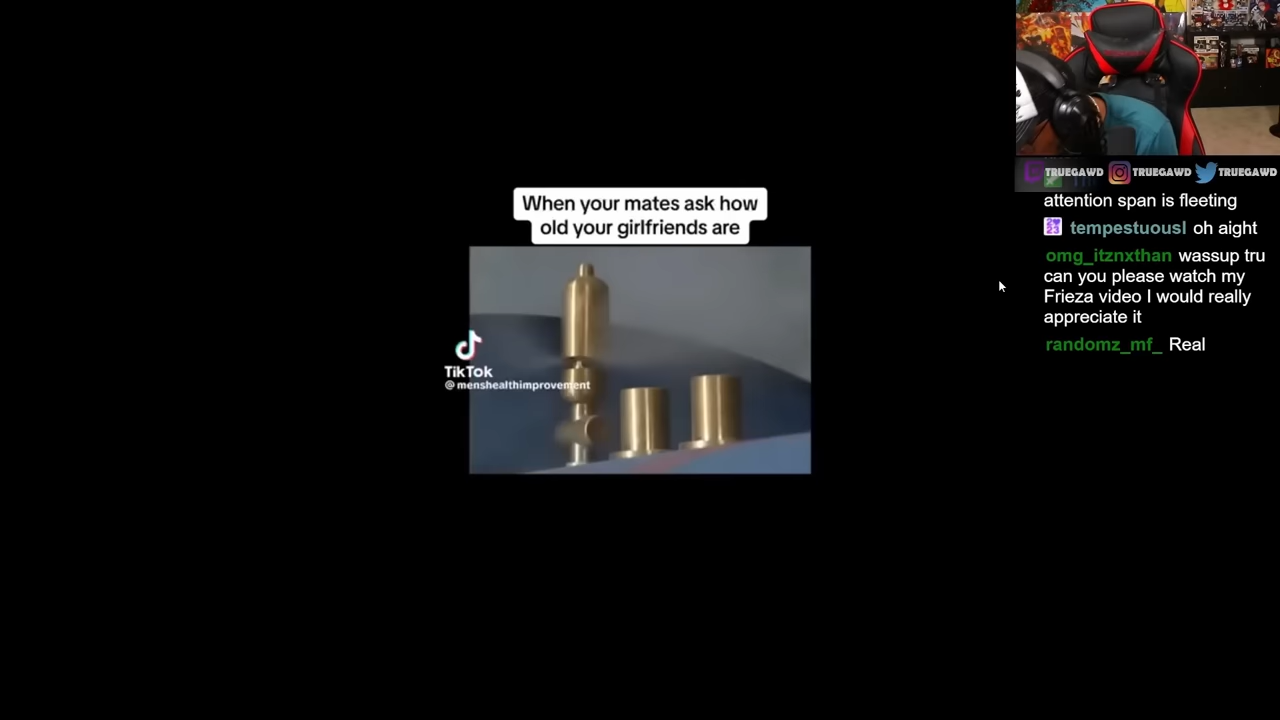 When your mates ask how
old your girlfriends are
TikTok
@menshealthimprovement
TRUEGAWD TRUEGAWD TRUEGAWD
attention span is fleeting
tempestuousl oh aight
omg_itznxthan wassup tru
can you please watch my
Frieza video I would really
appreciate it
randomz_mf_ Real